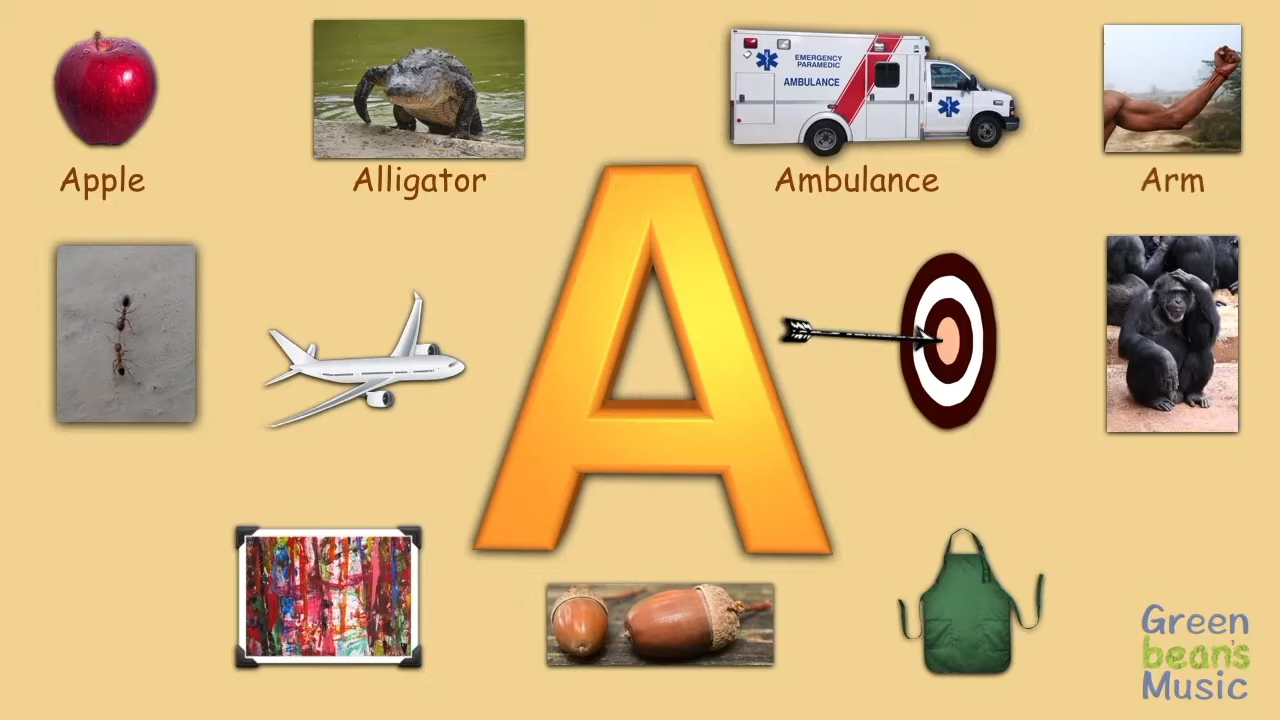 EMERGENCY
PARAMEDIC
AMBULANCE
Apple
Alligator
Ambulance
Arm
A
Green
bean's
Music